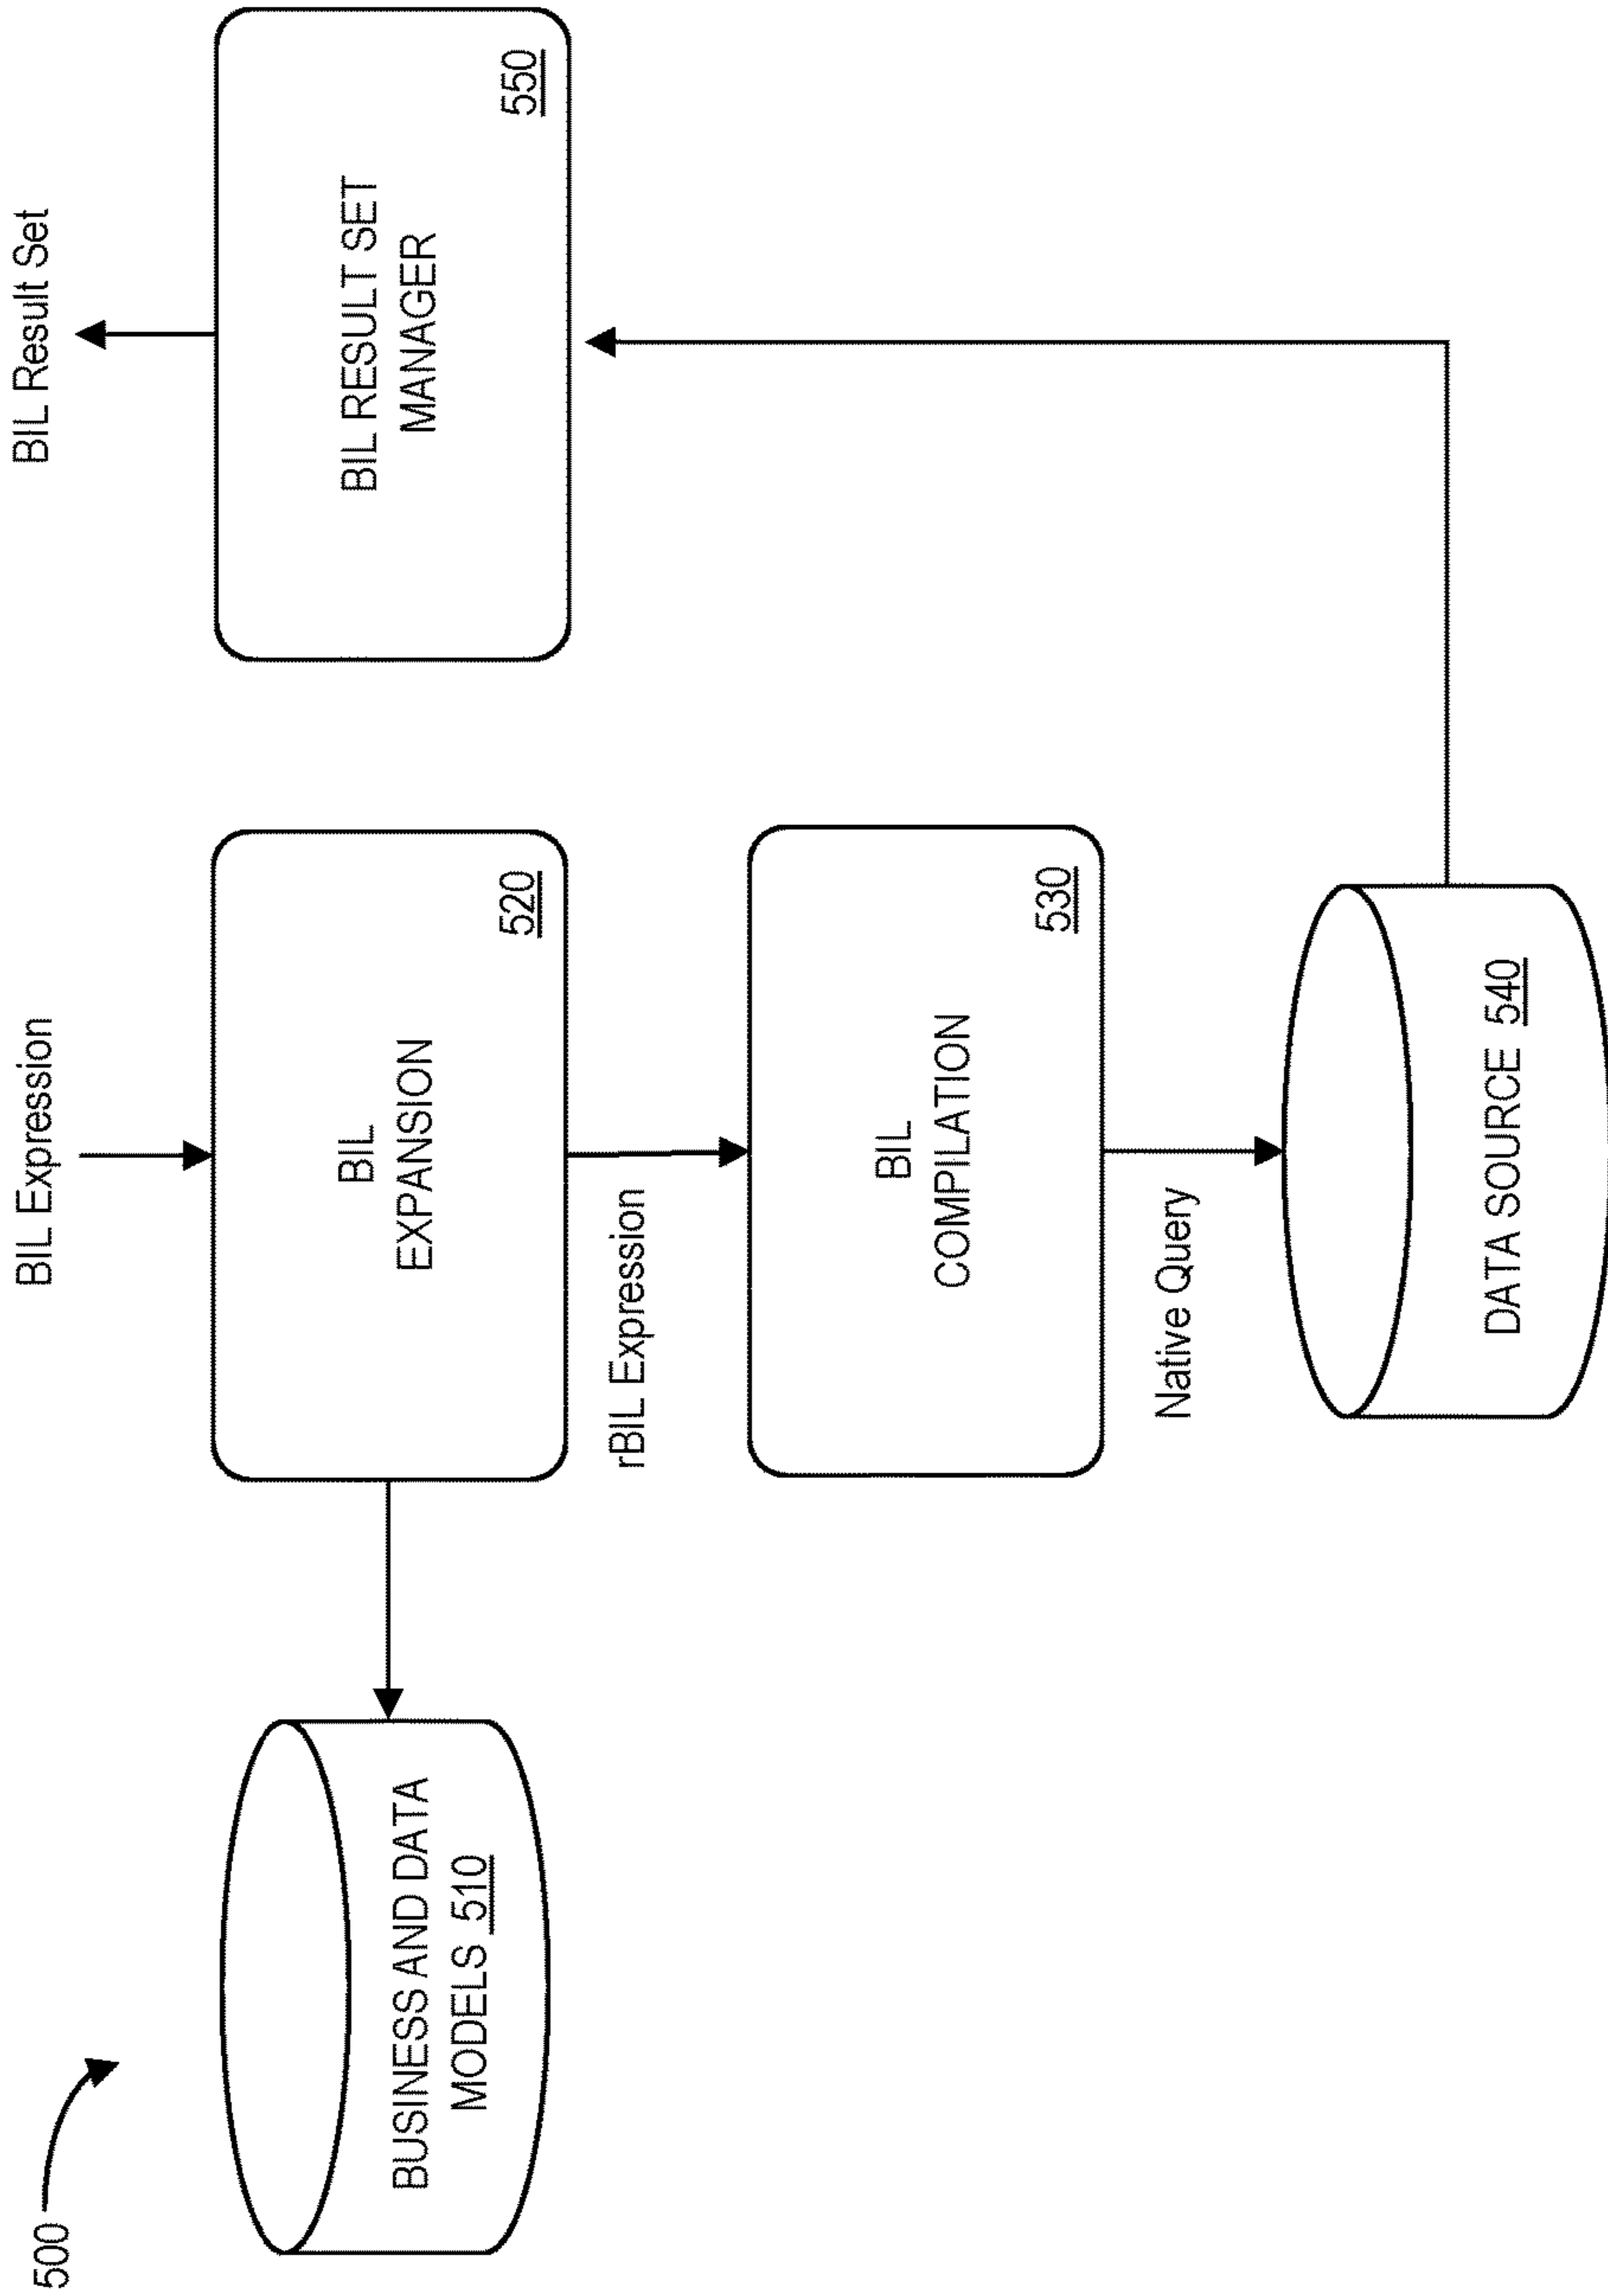 500
BIL Expression
BIL Result Set
BUSINESS AND DATA
MODELS 510
BIL
EXPANSION
520
BIL RESULT SET
MANAGER
550
rBIL Expression
BIL
COMPILATION
530
Native Query
DATA SOURCE 540